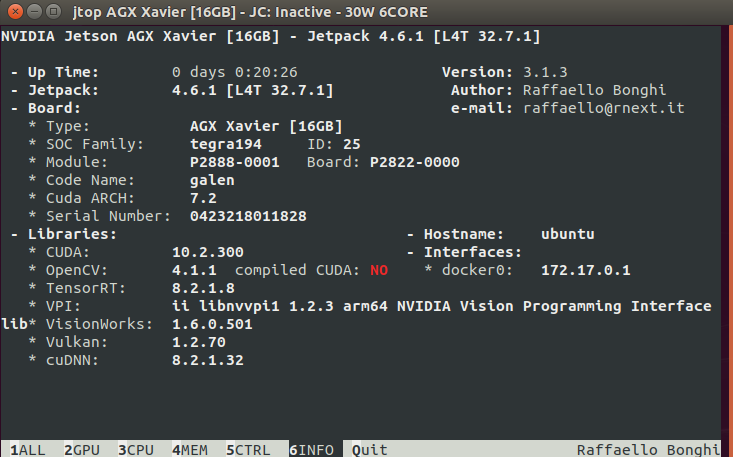 jtop AGX Xavier [16GB] - JC: Inactive - 30W 6CORE
NVIDIA Jetson AGX Xavier [16GB] - Jetpack 4.6.1 [L4T 32.7.1]
- Up Time: 0 days 0:20:26 Version: 3.1.3
- Jetpack: 4.6.1 [L4T 32.7.1] Author: Raffaello Bonghi
- Board: e-mail: raffaello@rnext.it
* Type: AGX Xavier [16GB]
* SOC Family: tegra194 ID: 25
* Module: P2888-0001 Board: P2822-0000
* Code Name: galen
* Cuda ARCH: 7.2
* Serial Number: 0423218011828
- Libraries: - Hostname: ubuntu
* CUDA: 10.2.300 - Interfaces:
* OpenCV: 4.1.1 compiled CUDA: NO * docker0: 172.17.0.1
* TensorRT: 8.2.1.8
* VPI: ii libnvvpi1 1.2.3 arm64 NVIDIA Vision Programming Interface
lib* VisionWorks: 1.6.0.501
* Vulkan: 1.2.70
* cuDNN: 8.2.1.32
1ALL 2GPU 3CPU 4MEM 5CTRL 6INFO Quit Raffaello Bonghi